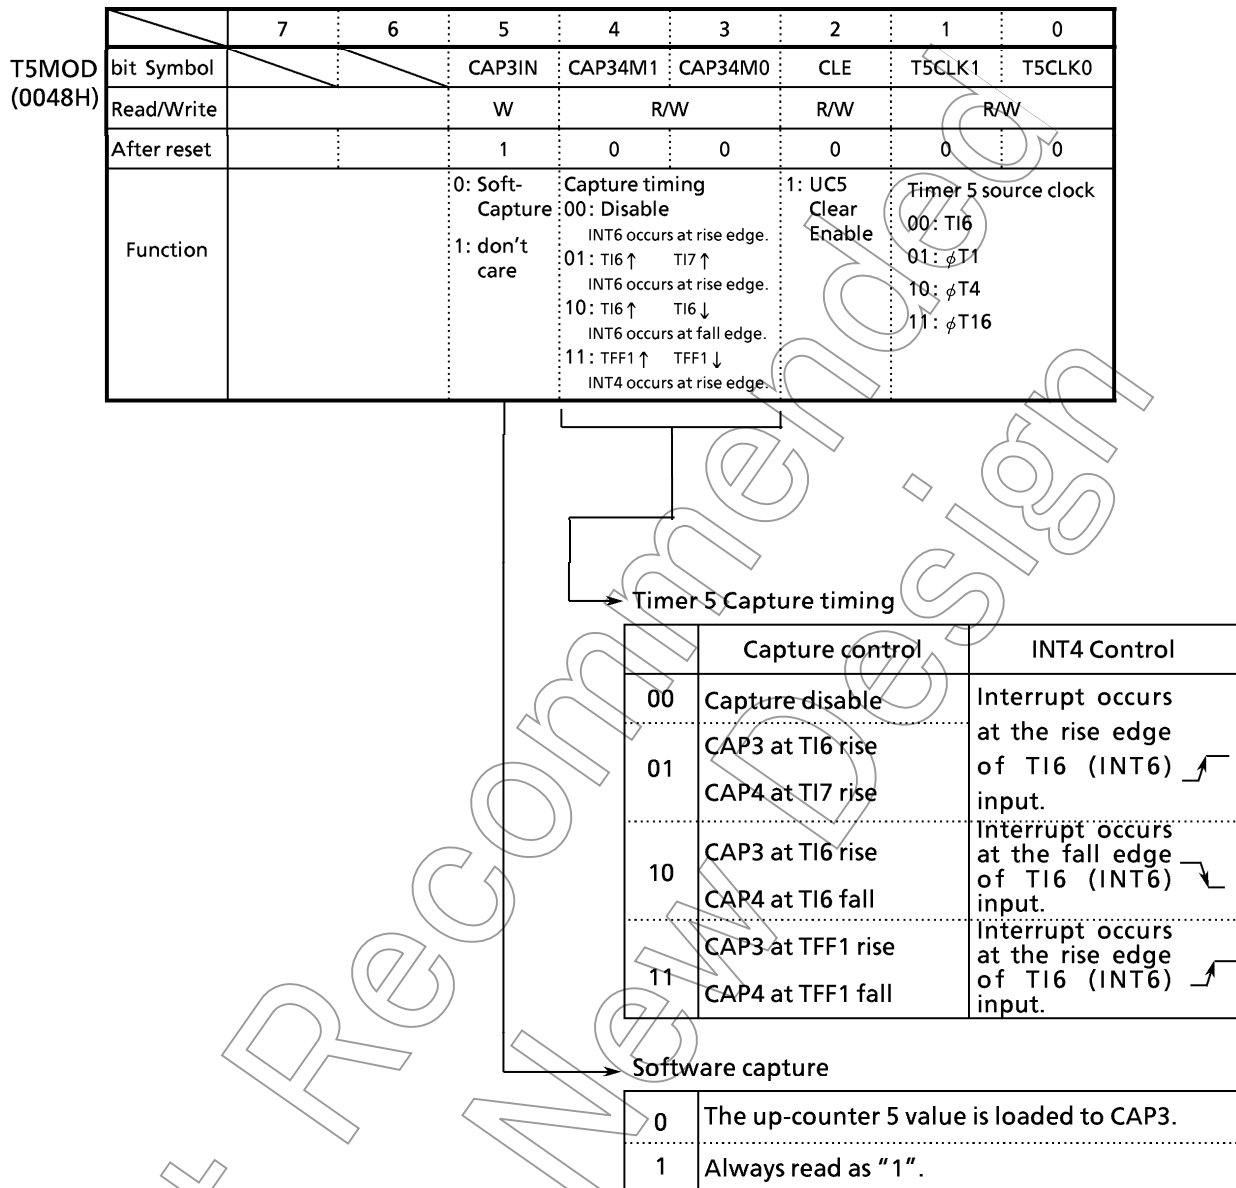 7 6 5 4 3 2 1 0
T5MOD
(0048H)
bit Symbol CAP3IN CAP34M1 CAP34M0 CLE T5CLK1 T5CLK0
Read/Write W R/W R/W R/W
After reset 1 0 0 0 0 0
Function
0: Soft-
Capture
1: don't
care
Capture timing
00: Disable
INT6 occurs at rise edge.
01: TI6↑ TI7↑
INT6 occurs at rise edge.
10: TI6↑ TI6↓
INT6 occurs at fall edge.
11: TFF1↑ TFF1↓
INT4 occurs at rise edge.
1: UC5
Clear
Enable
Timer 5 source clock
00: TI6
01: ϕT1
10: ϕT4
11: ϕT16
Timer 5 Capture timing
Capture control INT4 Control
00 Capture disable
01 CAP3 at TI6 rise
CAP4 at TI7 rise
Interrupt occurs
at the rise edge
of TI6 (INT6)
input.
10 CAP3 at TI6 rise
CAP4 at TI6 fall
Interrupt occurs
at the fall edge
of TI6 (INT6)
input.
11 CAP3 at TFF1 rise
CAP4 at TFF1 fall
Interrupt occurs
at the rise edge
of TI6 (INT6)
input.
Software capture
0 The up-counter 5 value is loaded to CAP3.
1 Always read as "1".
Recommended
New Design